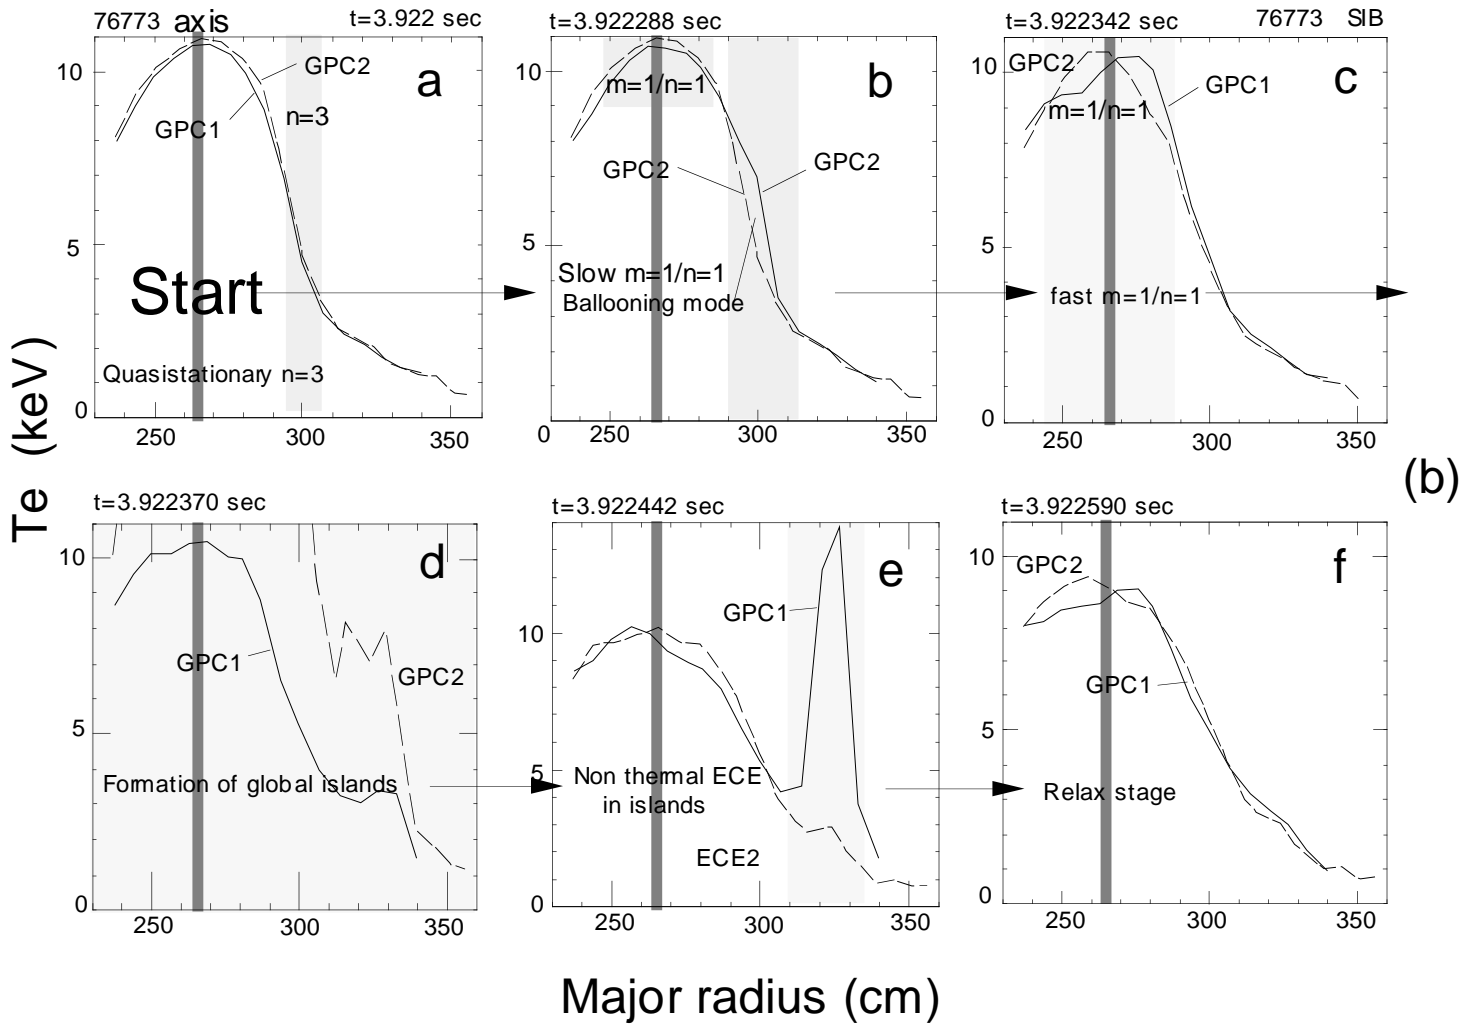 76773 axis t=3.922 sec
10
GPC2
a
GPC1
n=3
5
Start
Quasistationary n=3
0
250 300 350
t=3.922288 sec
10
m=1/n=1
b
GPC2
GPC2
5
Slow m=1/n=1
Ballooning mode
0 250 300 350
t=3.922342 sec 76773 SIB
10
GPC2
GPC1
c
m=1/n=1
5
fast m=1/n=1
0
250 300 350
Te (keV)
(b)
t=3.922370 sec
10
d
GPC1
GPC2
5
Formation of global islands
0
250 300 350
t=3.922442 sec
e
GPC1
10
5
Non thermal ECE
in islands
ECE2
0
250 300 350
t=3.922590 sec
10
GPC2
f
GPC1
5
Relax stage
0
250 300 350
Major radius (cm)